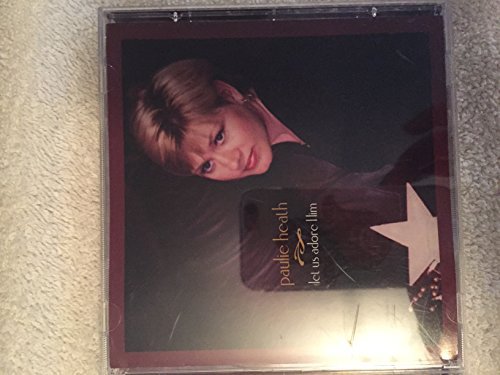 paulie heath
let us adore Him